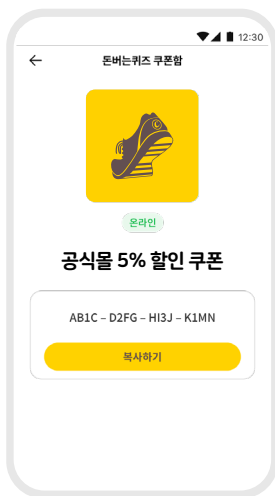 12:30
돈버는퀴즈 쿠폰함
온라인
공식몰 5% 할인 쿠폰
AB1C – D2FG – HI3J – K1MN
복사하기